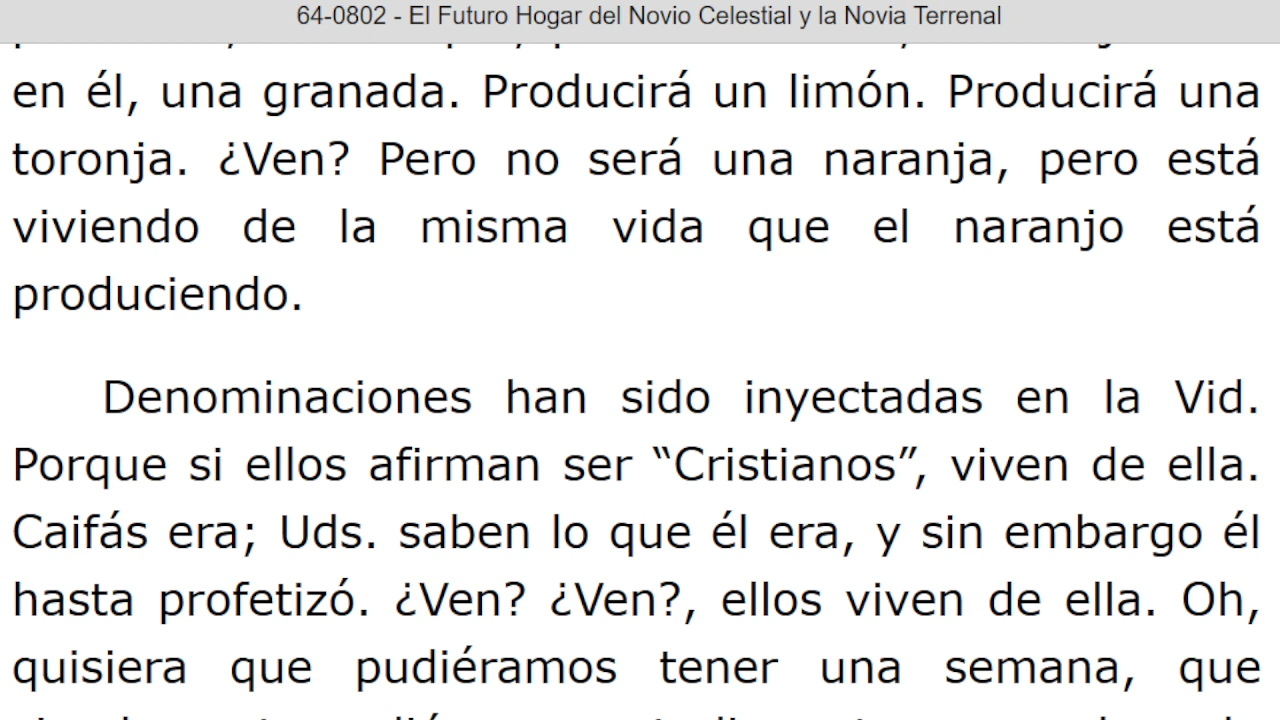 64-0802 - El Futuro Hogar del Novio Celestial y la Novia Terrenal
en él, una granada. Producirá un limón. Producirá una
toronja. ¿Ven? Pero no será una naranja, pero está
viviendo de la misma vida que el naranjo está
produciendo.
Denominaciones han sido inyectadas en la Vid.
Porque si ellos afirman ser “Cristianos”, viven de ella.
Caifás era; Uds. saben lo que él era, y sin embargo él
hasta profetizó. ¿Ven? ¿Ven?, ellos viven de ella. Oh,
quisiera que pudiéramos tener una semana, que